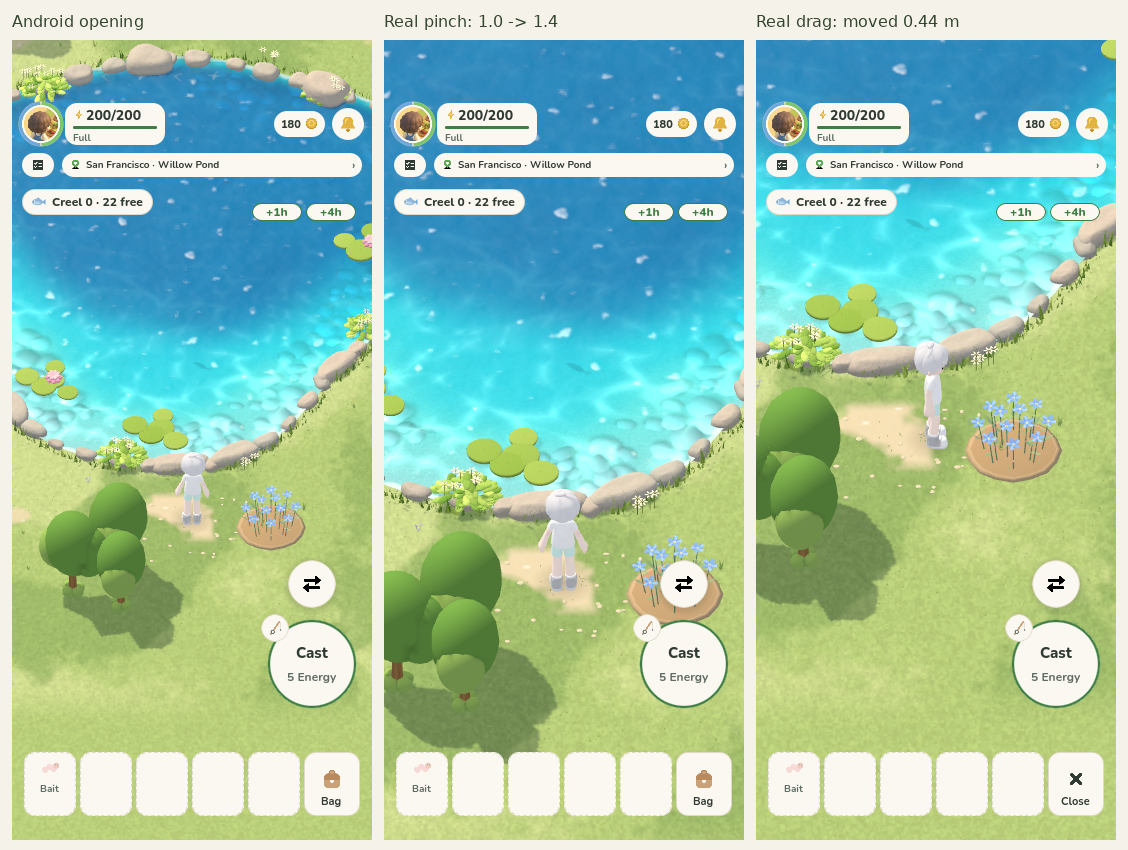 Android opening
200/200
Full
180
San Francisco · Willow Pond ›
Creel 0 · 22 free
+1h +4h
Cast
5 Energy
Bait
Bag
Real pinch: 1.0 -> 1.4
200/200
Full
180
San Francisco · Willow Pond ›
Creel 0 · 22 free
+1h +4h
Cast
5 Energy
Bait
Bag
Real drag: moved 0.44 m
200/200
Full
180
San Francisco · Willow Pond ›
Creel 0 · 22 free
+1h +4h
Cast
5 Energy
Bait
Close